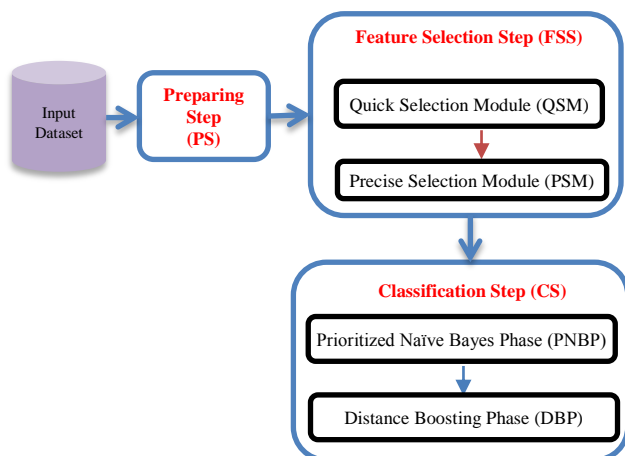 Input
Dataset
Preparing
Step
(PS)
Feature Selection Step (FSS)
Quick Selection Module (QSM)
Precise Selection Module (PSM)
Classification Step (CS)
Prioritized Naïve Bayes Phase (PNBP)
Distance Boosting Phase (DBP)